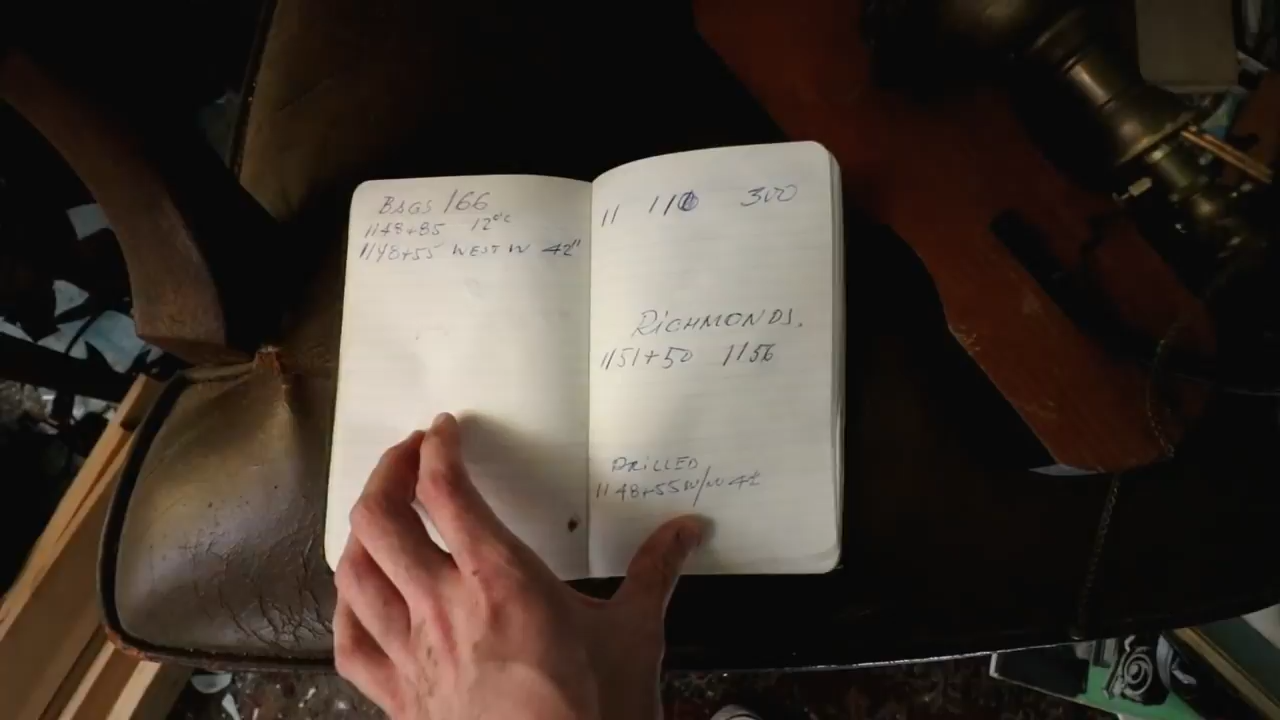 BAGS 166
1148+85 12°C
1148+55 WEST W 42"
11 110 300
RICHMONDS.
1151+50 1156
DRILLED
1148+55 W/W 42"